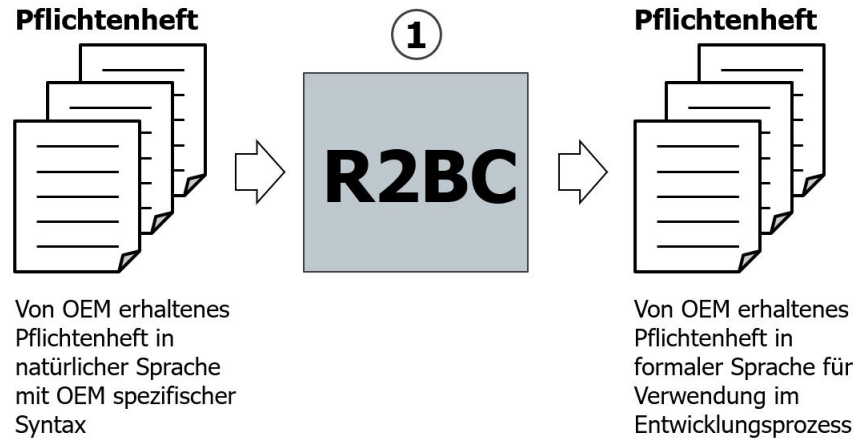 Pflichtenheft
Von OEM erhaltenes
Pflichtenheft in
natürlicher Sprache
mit OEM spezifischer
Syntax
1
R2BC
Pflichtenheft
Von OEM erhaltenes
Pflichtenheft in
formaler Sprache für
Verwendung im
Entwicklungsprozess